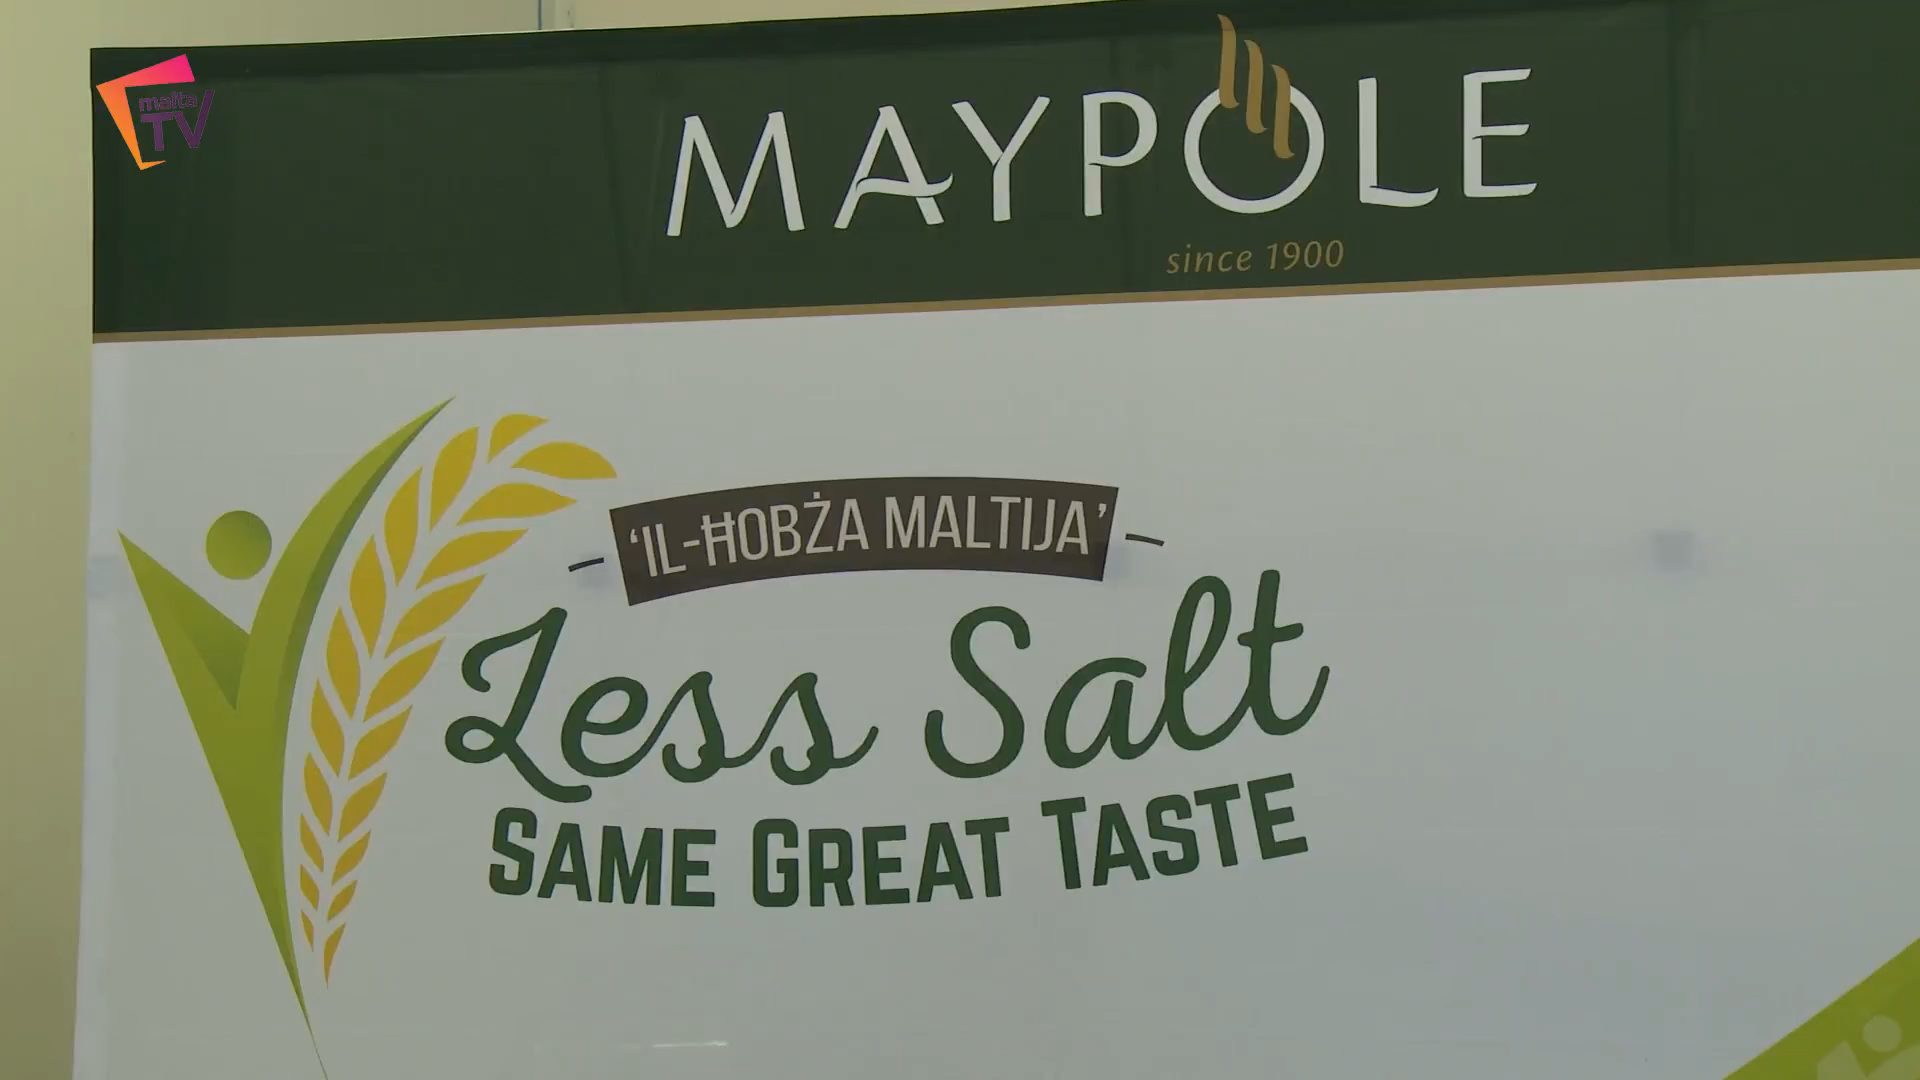 malta
TV
MAYPOLE
since 1900
‘IL-ĦOBŻA MALTIJA’
Less Salt
SAME GREAT TASTE